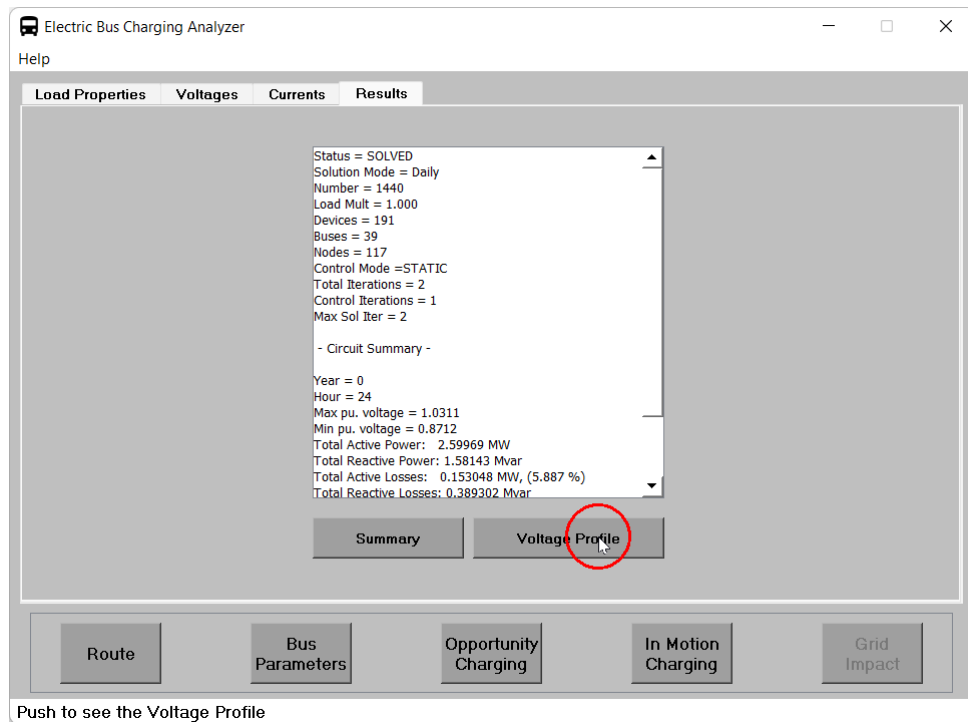 Electric Bus Charging Analyzer
Help
Load Properties Voltages Currents Results
Status = SOLVED
Solution Mode = Daily
Number = 1440
Load Mult = 1.000
Devices = 191
Buses = 39
Nodes = 117
Control Mode =STATIC
Total Iterations = 2
Control Iterations = 1
Max Sol Iter = 2
- Circuit Summary -
Year = 0
Hour = 24
Max pu. voltage = 1.0311
Min pu. voltage = 0.8712
Total Active Power: 2.59969 MW
Total Reactive Power: 1.58143 Mvar
Total Active Losses: 0.153048 MW, (5.887 %)
Total Reactive Losses: 0.389302 Mvar
Summary Voltage Profile
Route
Bus
Parameters
Opportunity
Charging
In Motion
Charging
Grid
Impact
Push to see the Voltage Profile